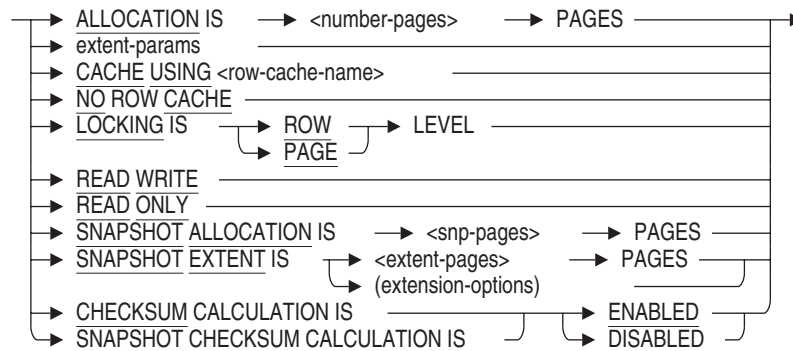 ALLOCATION IS <number-pages> PAGES
extent-params
CACHE USING <row-cache-name>
NO ROW CACHE
LOCKING IS ROW LEVEL
PAGE
READ WRITE
READ ONLY
SNAPSHOT ALLOCATION IS <snp-pages> PAGES
SNAPSHOT EXTENT IS <extent-pages> PAGES
(extension-options)
CHECKSUM CALCULATION IS ENABLED
SNAPSHOT CHECKSUM CALCULATION IS DISABLED